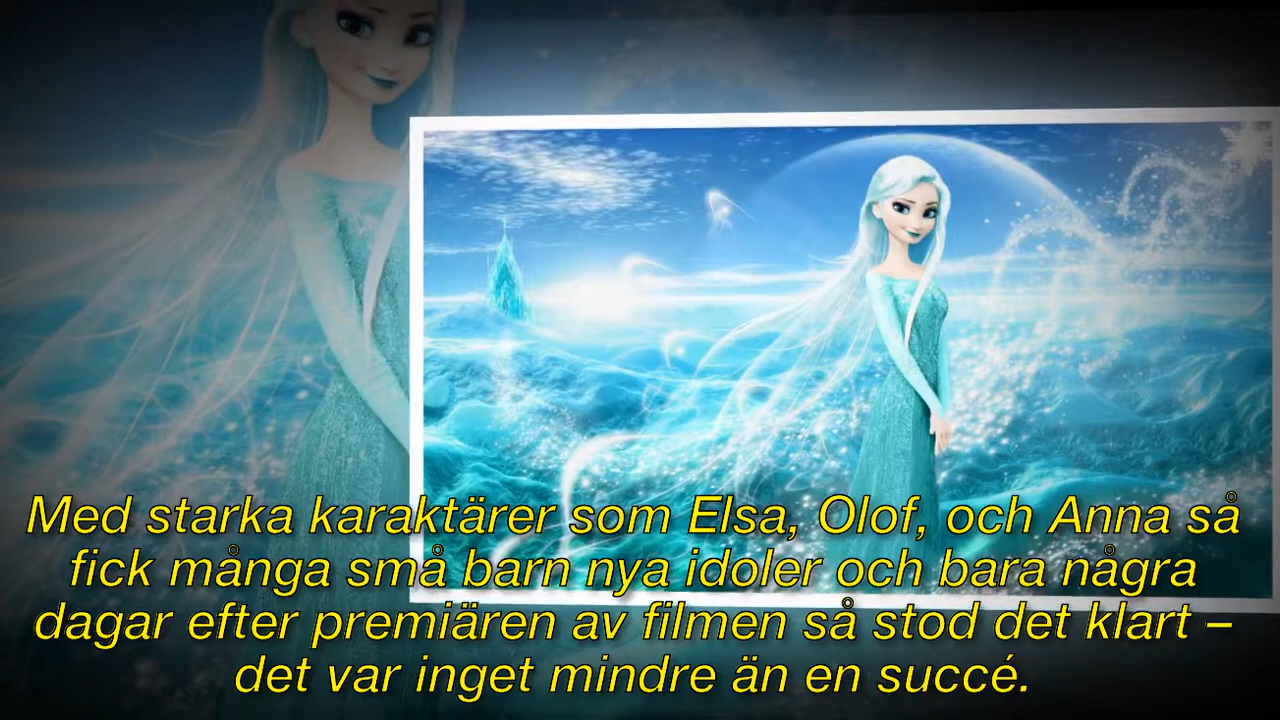 Med starka karaktärer som Elsa, Olof, och Anna så
fick många små barn nya idoler och bara några
dagar efter premiären av filmen så stod det klart –
det var inget mindre än en succé.